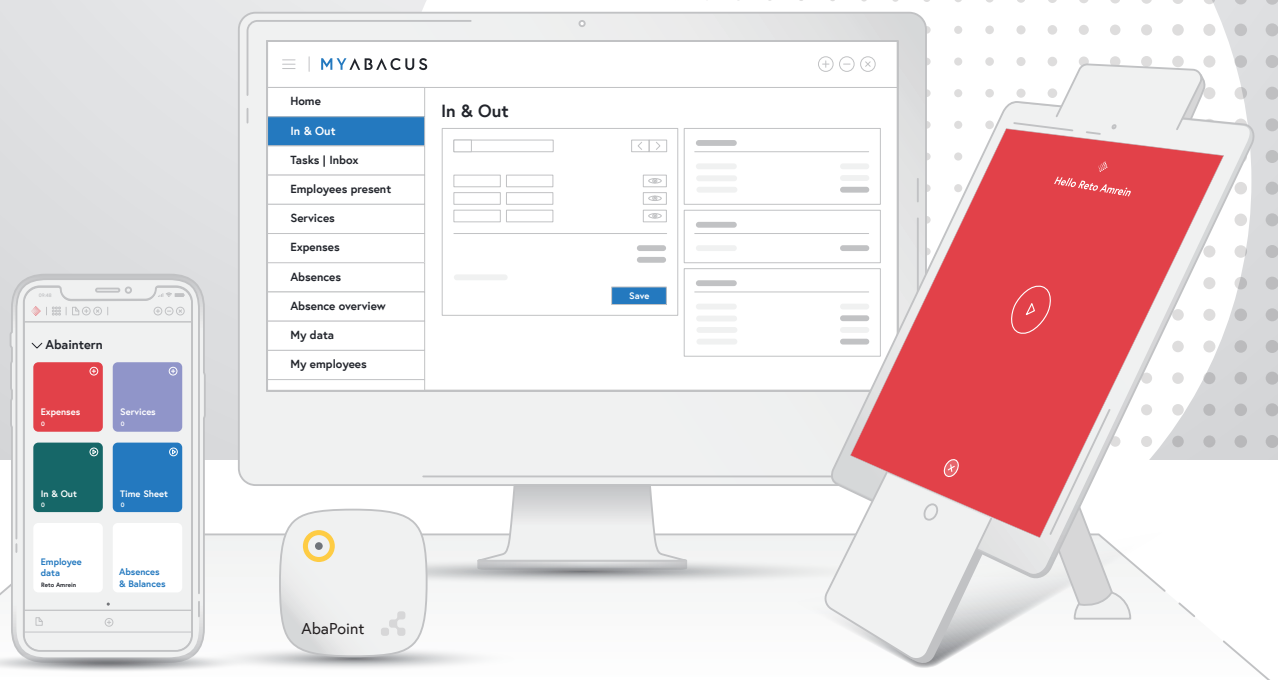 MYABACUS
Home
In & Out
Tasks | Inbox
Employees present
Services
Expenses
Absences
Absence overview
My data
My employees
In & Out
Save
Hello Reto Amrein
09:46
Abaintern
Expenses
0
Services
0
In & Out
0
Time Sheet
0
Employee
data
Reto Amrein
Absences
& Balances
AbaPoint